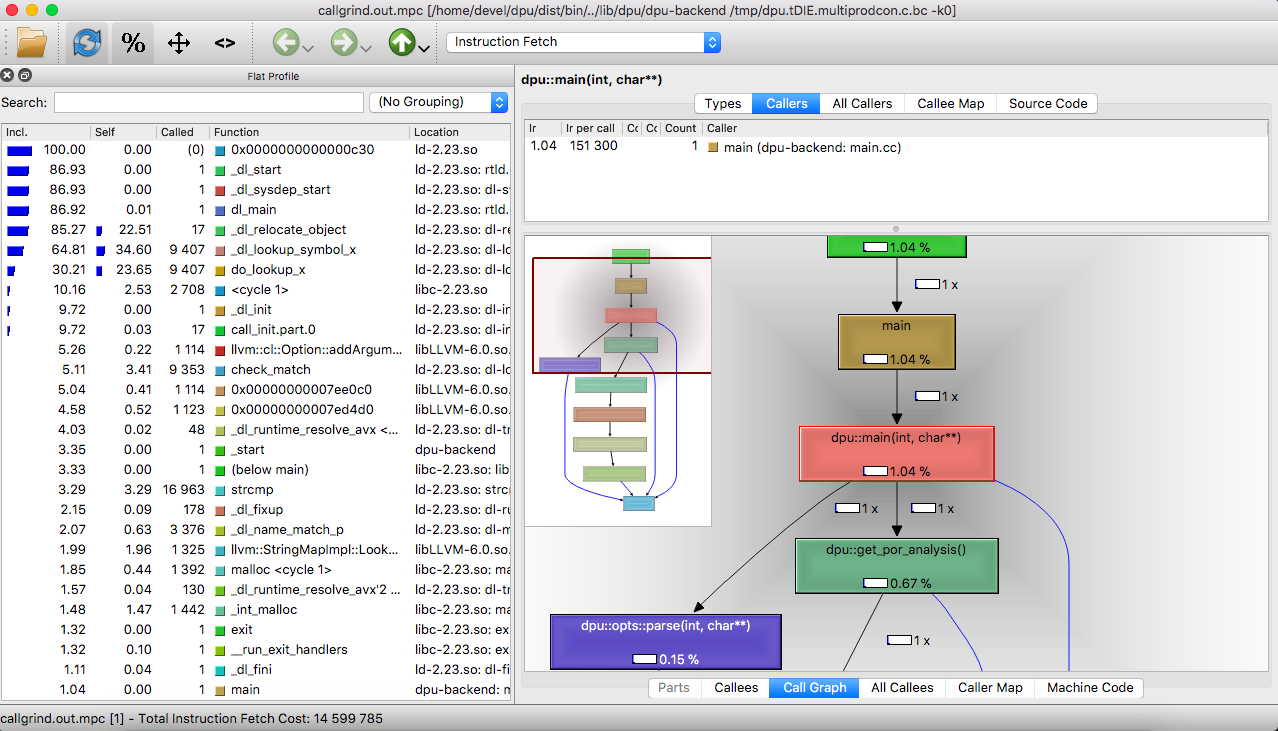 callgrind.out.mpc [/home/devel/dpu/dist/bin/../lib/dpu/dpu-backend /tmp/dpu.tDIE.multiprodcon.c.bc -k0]
% <> Instruction Fetch
Flat Profile
Search: (No Grouping)
Incl. Self Called Function Location
100.00 0.00 (0) 0x0000000000000c30 ld-2.23.so
86.93 0.00 1 _dl_start ld-2.23.so: rtld.
86.93 0.00 1 _dl_sysdep_start ld-2.23.so: dl-s
86.92 0.01 1 dl_main ld-2.23.so: rtld.
85.27 22.51 17 _dl_relocate_object ld-2.23.so: dl-re
64.81 34.60 9 407 _dl_lookup_symbol_x ld-2.23.so: dl-lo
30.21 23.65 9 407 do_lookup_x ld-2.23.so: dl-lo
10.16 2.53 2 708 <cycle 1> libc-2.23.so
9.72 0.00 1 _dl_init ld-2.23.so: dl-in
9.72 0.03 17 call_init.part.0 ld-2.23.so: dl-in
5.26 0.22 1 114 llvm::cl::Option::addArgum... libLLVM-6.0.so.
5.11 3.41 9 353 check_match ld-2.23.so: dl-lo
5.04 0.41 1 114 0x00000000007ee0c0 libLLVM-6.0.so.
4.58 0.52 1 123 0x00000000007ed4d0 libLLVM-6.0.so.
4.03 0.02 48 _dl_runtime_resolve_avx <... ld-2.23.so: dl-tr
3.35 0.00 1 _start dpu-backend
3.33 0.00 1 (below main) libc-2.23.so: lib
3.29 3.29 16 963 strcmp ld-2.23.so: strc
2.15 0.09 178 _dl_fixup ld-2.23.so: dl-ru
2.07 0.63 3 376 _dl_name_match_p ld-2.23.so: dl-m
1.99 1.96 1 325 llvm::StringMapImpl::Look... libLLVM-6.0.so.
1.85 0.44 1 392 malloc <cycle 1> libc-2.23.so: ma
1.57 0.04 130 _dl_runtime_resolve_avx'2 ... ld-2.23.so: dl-tr
1.48 1.47 1 442 _int_malloc libc-2.23.so: ma
1.32 0.00 1 exit libc-2.23.so: ex
1.32 0.10 1 __run_exit_handlers libc-2.23.so: ex
1.11 0.04 1 _dl_fini ld-2.23.so: dl-fi
1.04 0.00 1 main dpu-backend: m
dpu::main(int, char**)
Types Callers All Callers Callee Map Source Code
Ir Ir per call Cc Cc Count Caller
1.04 151 300 1 main (dpu-backend: main.cc)
1.04 %
1 x
main
1.04 %
1 x
dpu::main(int, char**)
1.04 %
1 x 1 x
dpu::get_por_analysis()
0.67 %
dpu::opts::parse(int, char**)
1 x
0.15 %
Parts Callees Call Graph All Callees Caller Map Machine Code
callgrind.out.mpc [1] - Total Instruction Fetch Cost: 14 599 785